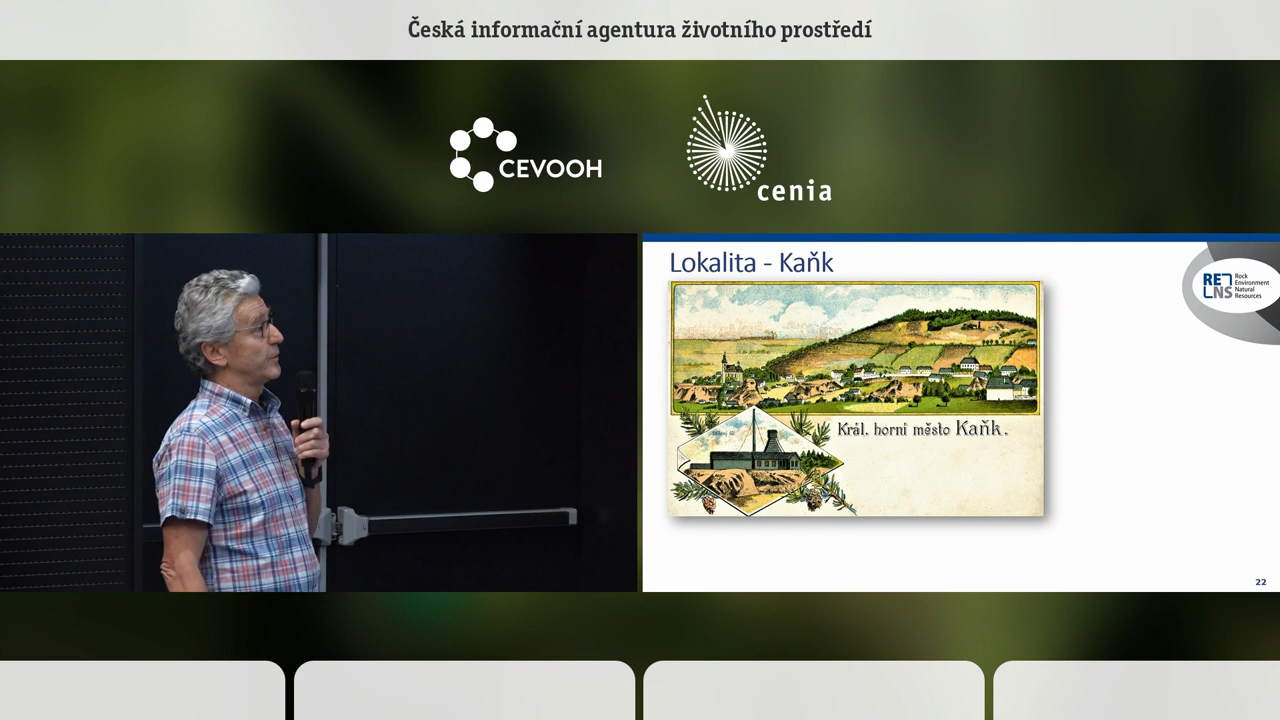 Česká informační agentura životního prostředí
CEVOOH
cenia
Lokalita - Kaňk
RE
LNS
Rock
Environment
Natural
Resources
Král. horní město Kaňk.
22